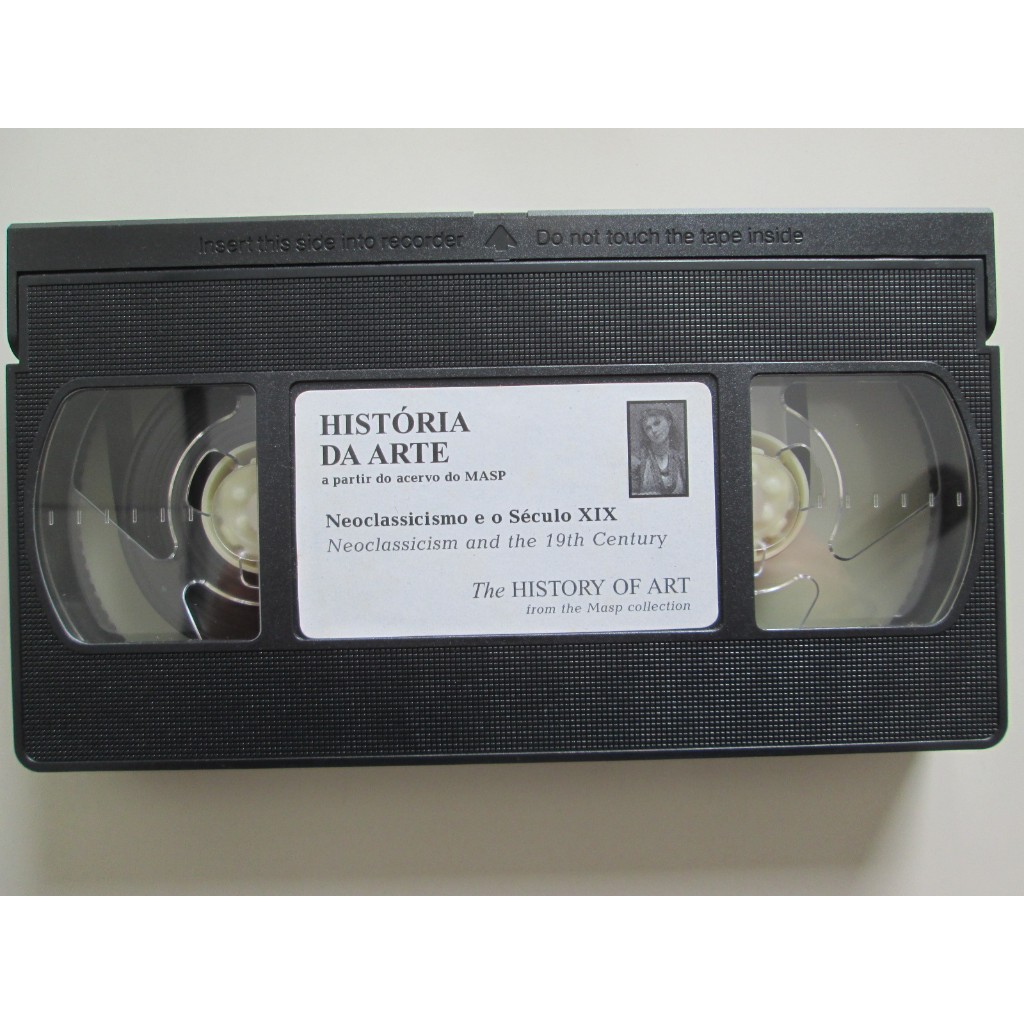 Insert this side into recorder Do not touch the tape inside
HISTÓRIA
DA ARTE
a partir do acervo do MASP
Neoclassicismo e o Século XIX
Neoclassicism and the 19th Century
The HISTORY OF ART
from the Masp collection